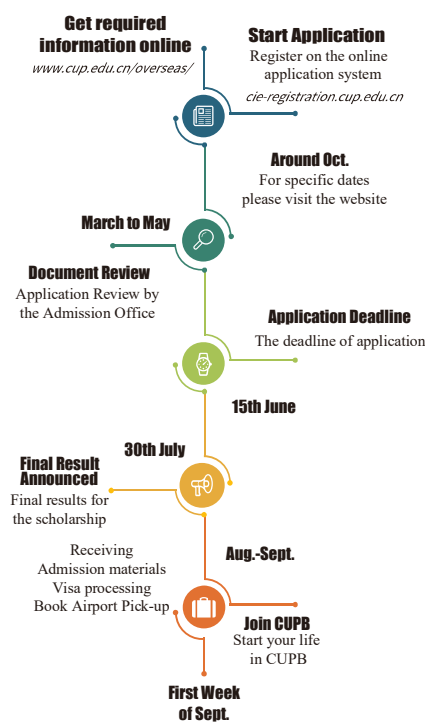 Get required
information online
www.cup.edu.cn/overseas/
Start Application
Register on the online
application system
cie-registration.cup.edu.cn
Around Oct.
For specific dates
please visit the website
March to May
Document Review
Application Review by
the Admission Office
Application Deadline
The deadline of application
15th June
30th July
Final Result
Announced
Final results for
the scholarship
Aug.-Sept.
Receiving
Admission materials
Visa processing
Book Airport Pick-up
Join CUPB
Start your life
in CUPB
First Week
of Sept.